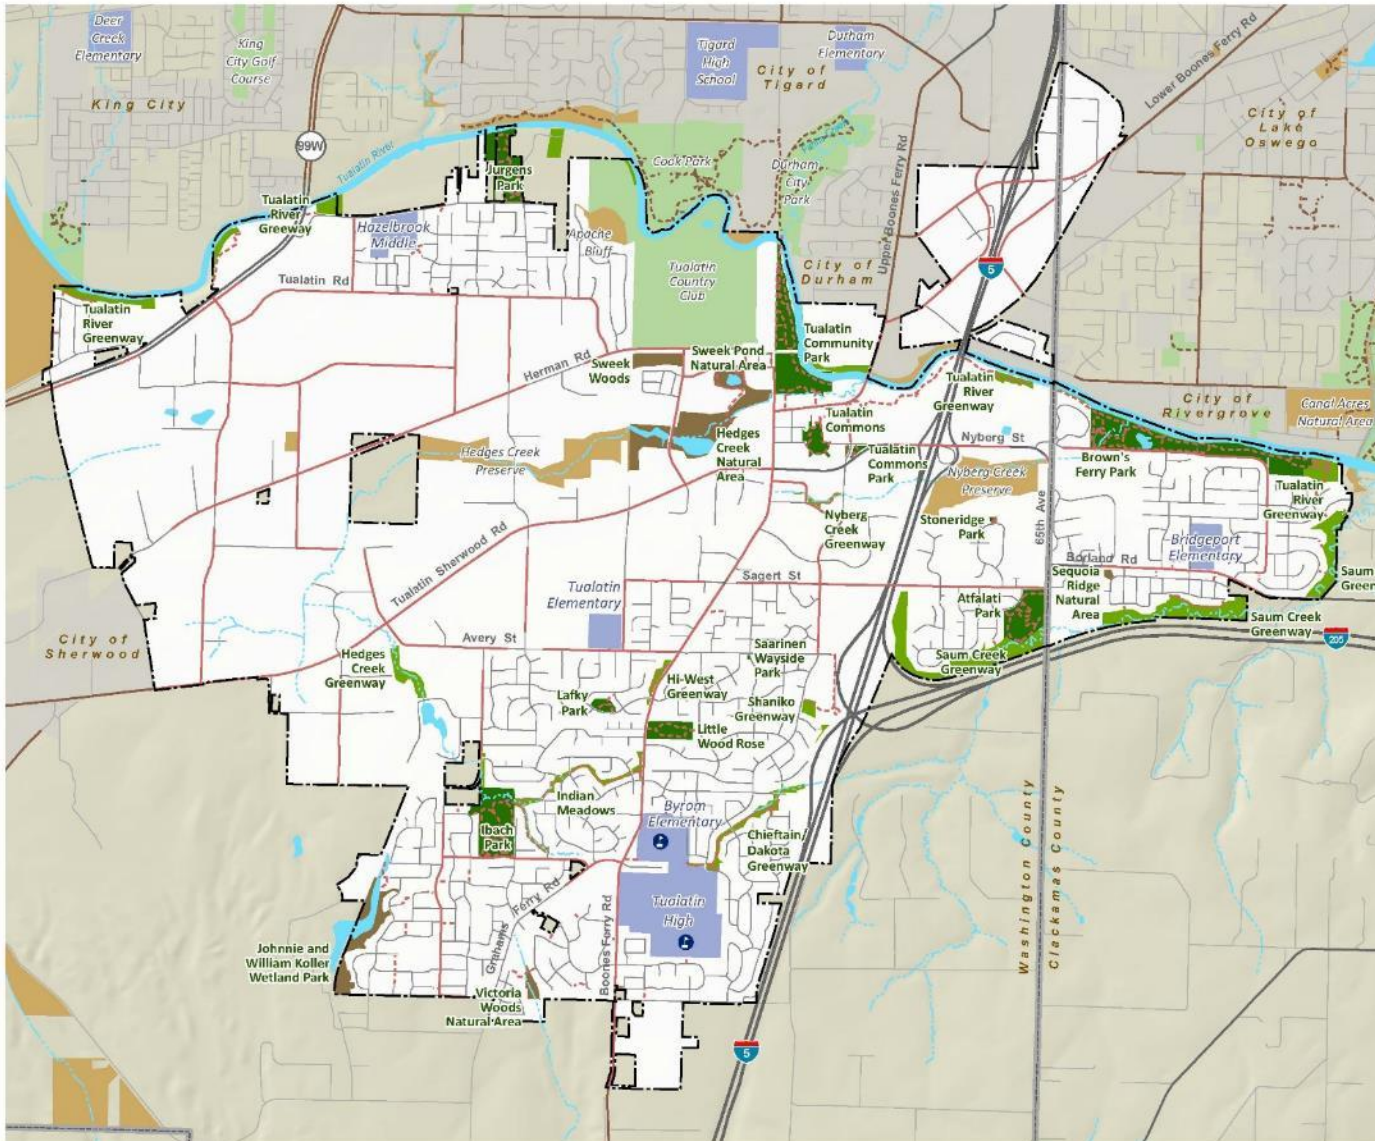 Deer
Creek
Elementary
King
City Golf
Course
King City
99W
Tualatin River
Tigard
High
School
City of
Tigard
Durham
Elementary
Lower Boones Ferry Rd
City of
Lake
Oswego
Jurgens
Park
Cook Park
Durham
City
Park
Upper Boones Ferry Rd
Tualatin
River
Greeway
Hazelbrook
Middle
Apache
Bluff
Tualatin
Country
Club
City of
Durham
5
Tualatin Rd
Tualatin
River
Greenway
Tualatin
Community
Park
Herman Rd
Sweek
Woods
Sweek Pond
Natural Area
Tualatin
River
Greenway
City of
Rivergrove
Canal Acres
Natural Area
Tualatin
Commons
Nyberg St
Hedges Creek
Preserve
Hedges
Creek
Natural
Area
Tualatin
Commons
Park
Nyberg Creek
Preserve
Brown's
Ferry Park
Tualatin
River
Greenway
Nyberg
Creek
Greenway
Stoneridge
Park
65th Ave
Bridgeport
Elementary
Borland Rd
Tualatin Sherwood Rd
Tualatin
Elementary
Sagert St
Sequoia
Ridge
Natural
Area
Saum
Green
Atfalati
Park
Saum Creek
Greenway
205
City of
Sherwood
Avery St
Hedges
Creek
Greenway
Saarinen
Wayside
Park
Saum Creek
Greenway
Lafky
Park
Hi-West
Greenway
Shaniko
Greenway
Little
Wood Rose
Indian
Meadows
Byrom
Elementary
Ibach
Park
Chieftain/
Dakota
Greenway
Washington County
Clackamas County
Grahams Ferry Rd
Boones Ferry Rd
Tualatin
High
Johnnie and
William Koller
Wetland Park
Victoria
Woods
Natural Area
5